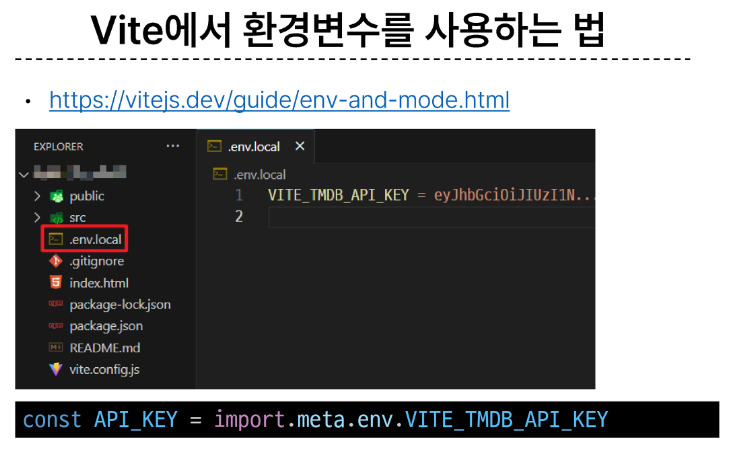 Vite에서 환경변수를 사용하는 법
• https://vitejs.dev/guide/env-and-mode.html
EXPLORER ...
public
src
.env.local
.gitignore
index.html
package-lock.json
package.json
README.md
vite.config.js
.env.local ×
.env.local
1 VITE_TMDB_API_KEY = eyJhbGciOiJIUzI1N...
2
const API_KEY = import.meta.env.VITE_TMDB_API_KEY